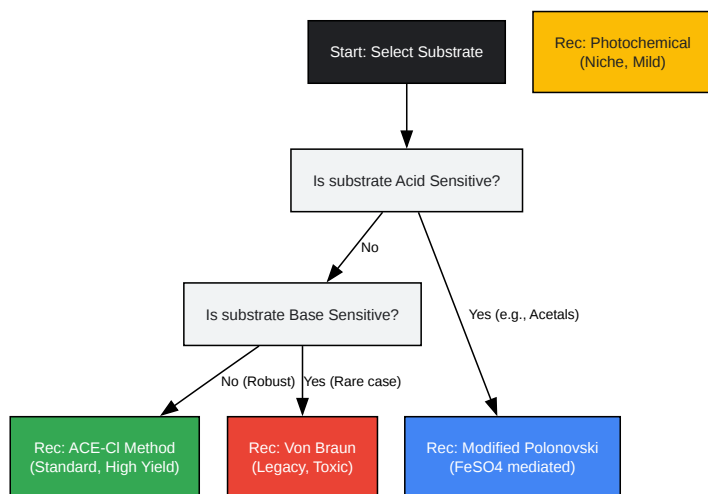 Start: Select Substrate
Rec: Photochemical
(Niche, Mild)
Is substrate Acid Sensitive?
No
Is substrate Base Sensitive?
Yes (e.g., Acetals)
No (Robust)
Yes (Rare case)
Rec: ACE-Cl Method
(Standard, High Yield)
Rec: Von Braun
(Legacy, Toxic)
Rec: Modified Polonovski
(FeSO4 mediated)